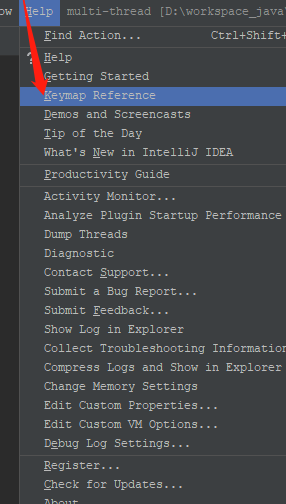 ow Help multi-thread [D:\workspace_java\
Find Action... Ctrl+Shift+
? Help
Getting Started
Keymap Reference
Demos and Screencasts
Tip of the Day
What's New in IntelliJ IDEA
Productivity Guide
Activity Monitor...
Analyze Plugin Startup Performance
Dump Threads
Diagnostic
Contact Support...
Submit a Bug Report...
Submit Feedback...
Show Log in Explorer
Collect Troubleshooting Information
Compress Logs and Show in Explorer
Change Memory Settings
Edit Custom Properties...
Edit Custom VM Options...
Debug Log Settings...
Register...
Check for Updates...
About